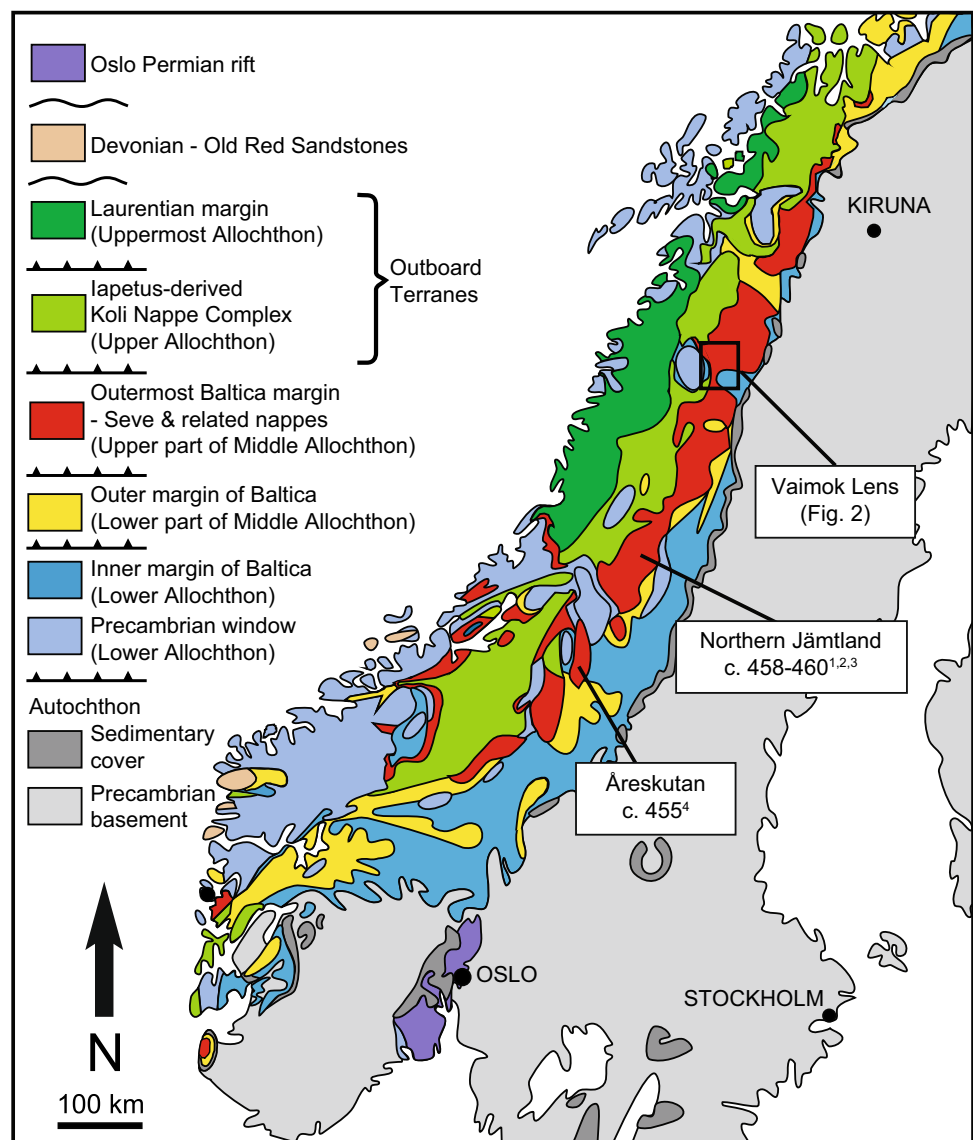 Oslo Permian rift
Devonian - Old Red Sandstones
Laurentian margin
(Uppermost Allochthon)
Iapetus-derived
Koli Nappe Complex
(Upper Allochthon)
Outboard
Terranes
Outermost Baltica margin
- Seve & related nappes
(Upper part of Middle Allochthon)
Outer margin of Baltica
(Lower part of Middle Allochthon)
Inner margin of Baltica
(Lower Allochthon)
Precambrian window
(Lower Allochthon)
Autochthon
Sedimentary
cover
Precambrian
basement
N
100 km
KIRUNA
Vaimok Lens
(Fig. 2)
Northern Jämtland
c. 458-460¹,²,³
Åreskutan
c. 455⁴
OSLO
STOCKHOLM